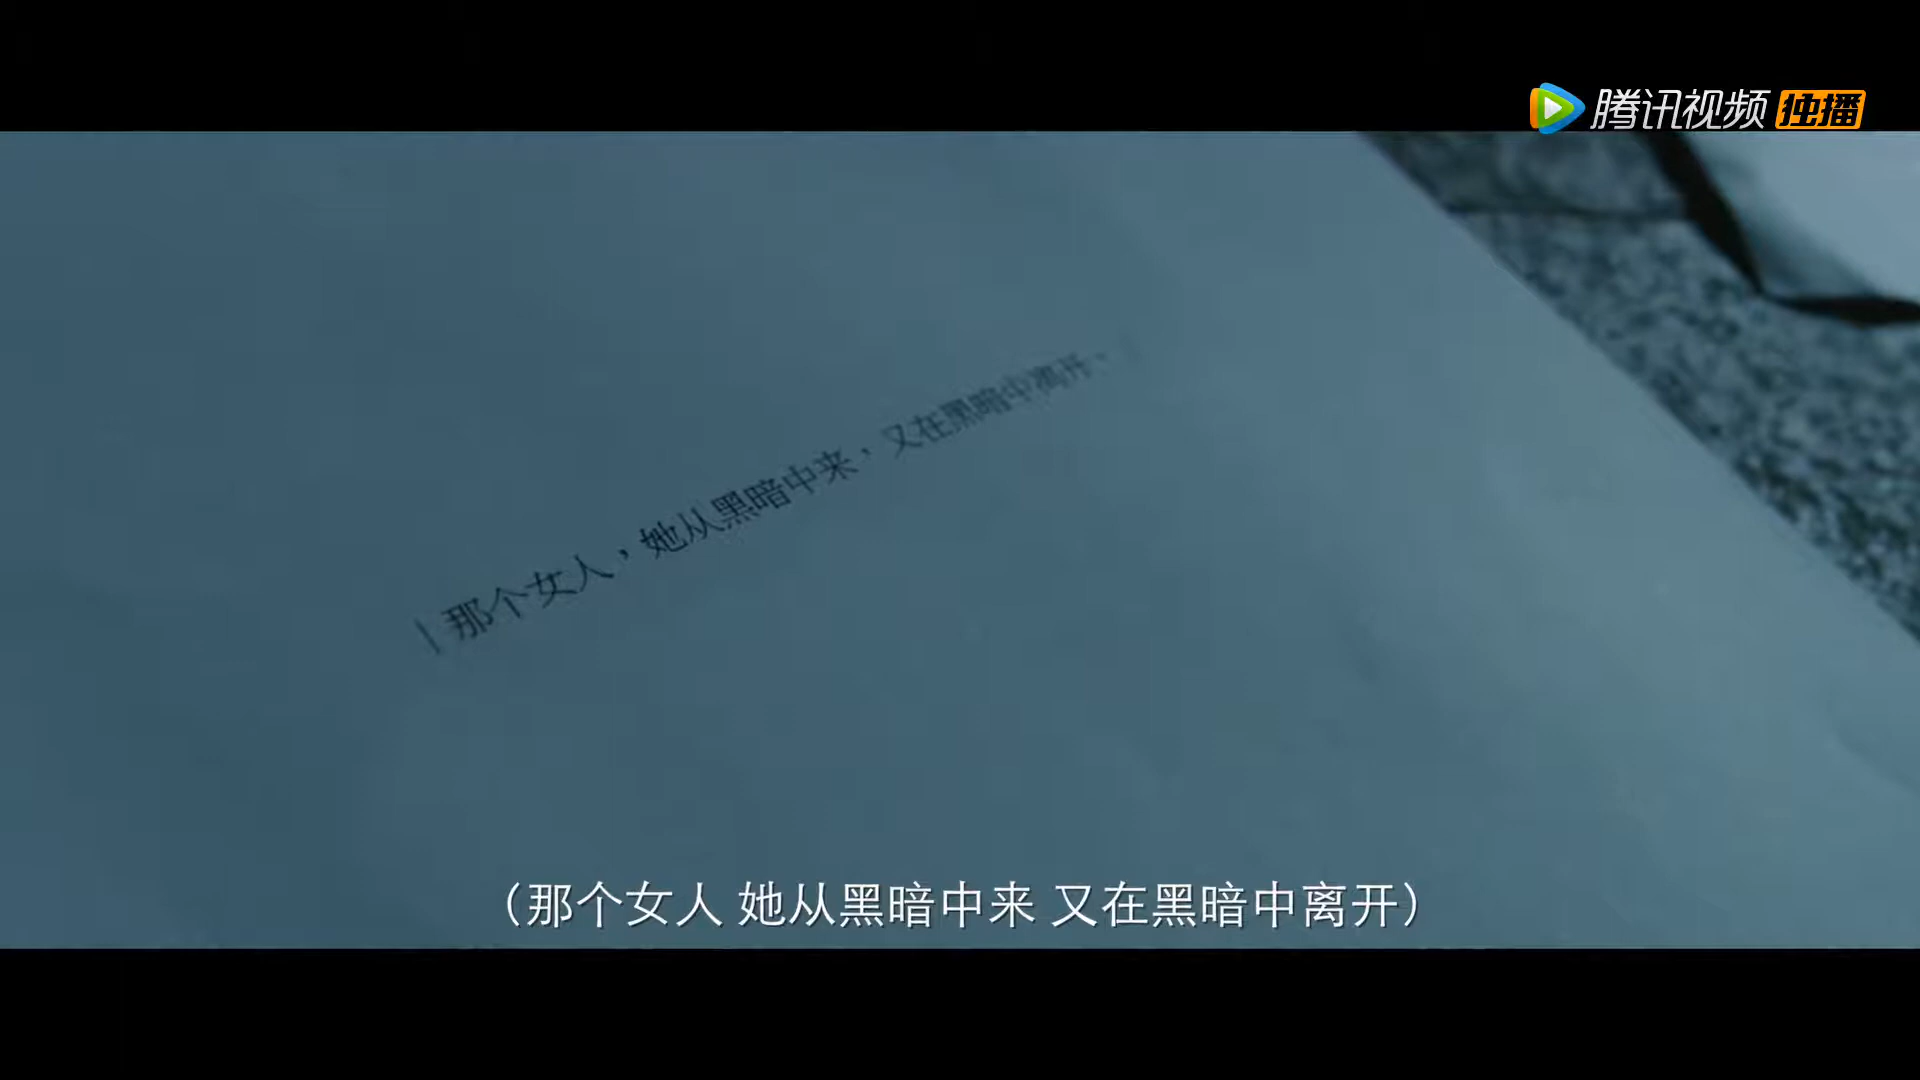 腾讯视频 独播
那个女人，她从黑暗中来，又在黑暗中离开、
（那个女人 她从黑暗中来 又在黑暗中离开）